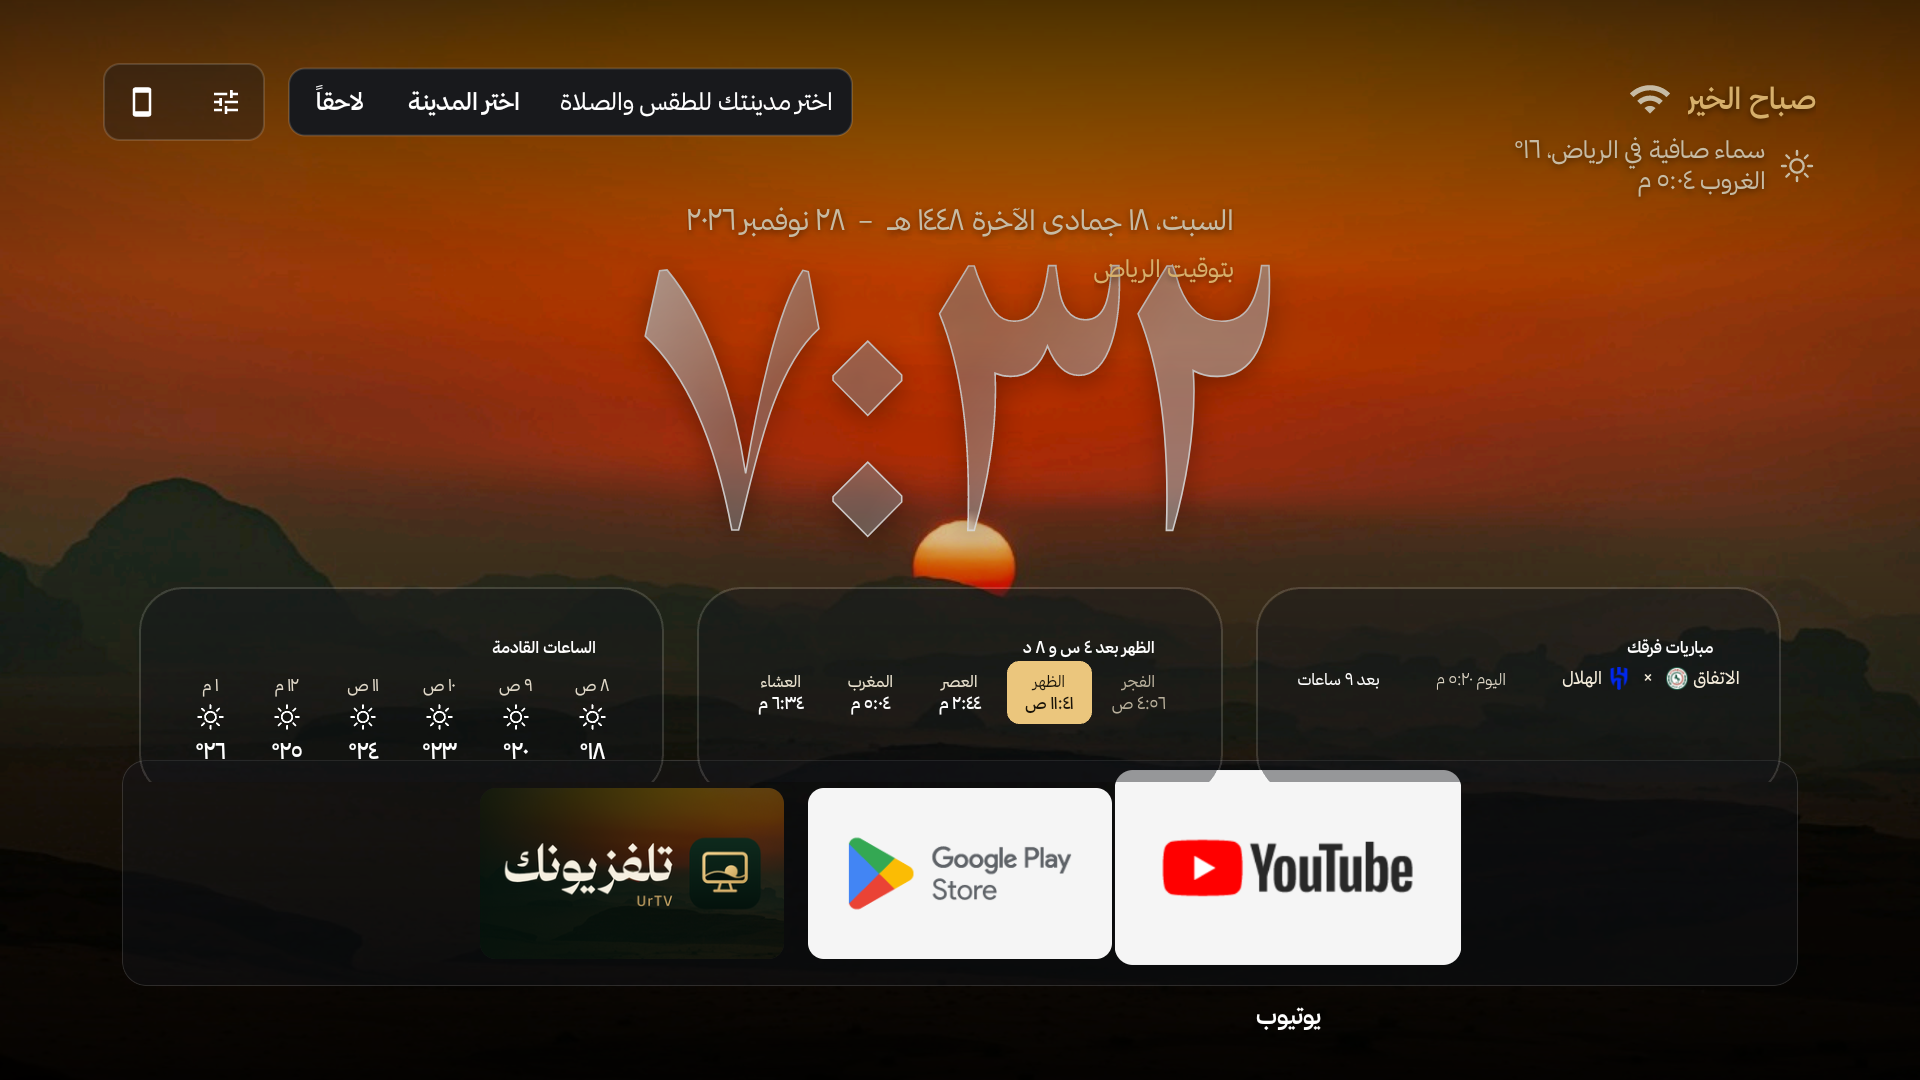 صباح الخير
سماء صافية في الرياض، ١٦°
الغروب ٥:٠٤ م
اختر مدينتك للطقس والصلاة
اختر المدينة
لاحقاً
السبت، ١٨ جمادى الآخرة ١٤٤٨ هـ – ٢٨ نوفمبر ٢٠٢٦
بتوقيت الرياض
٧:٣٢
مباريات فرقك
الاتفاق × الهلال اليوم ٥:٢٠ م بعد ٩ ساعات
الظهر بعد ٤ س و ٨ د
الفجر الظهر العصر المغرب العشاء
٤:٥٦ ص ١١:٤١ ص ٢:٤٤ م ٥:٠٤ م ٦:٣٤ م
الساعات القادمة
٨ ص ٩ ص ١٠ ص ١١ ص ١٢ م ١ م
١٨° ٢٠° ٢٣° ٢٤° ٢٥° ٢٦°
YouTube
Google Play
Store
تلفزيونك
UrTV
يوتيوب